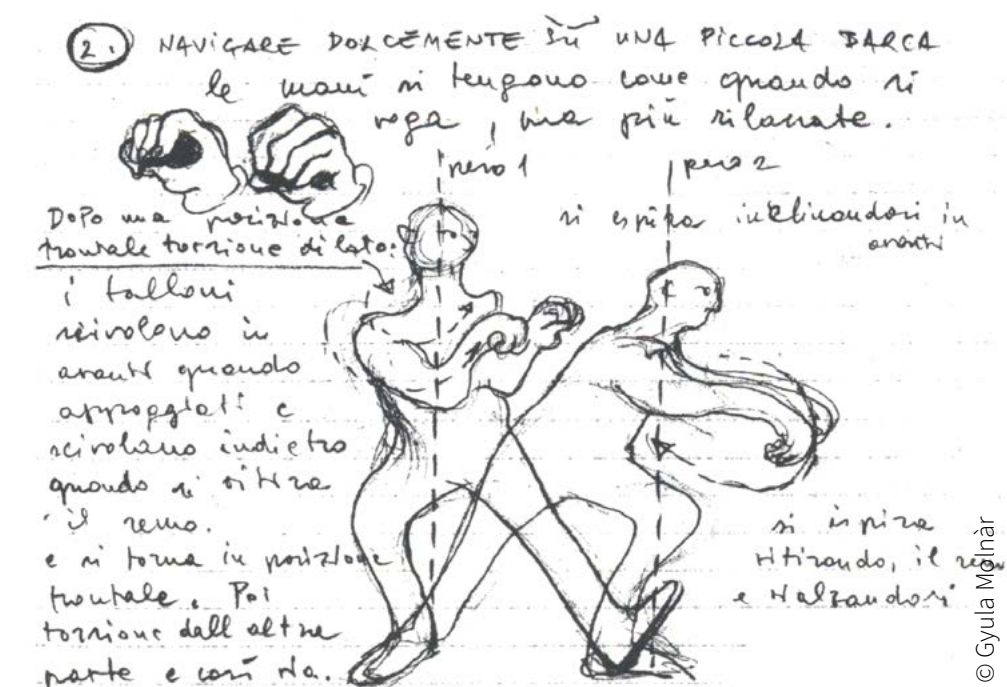 2. NAVIGARE DOLCEMENTE SU UNA PICCOLA BARCA
le mani si tengono come quando si
voga, ma più rilassate.
peso 1
peso 2
DOPO una posizione
frontale torsione di lato:
si espira inclinandosi in
avanti
i talloni
scivolano in
avanti quando
appoggiati e
scivolano indietro
quando si ritira
il remo.
e si torna in posizione
frontale. Poi
torsione dall'altra
parte e così via.
si inspira
ritirando, il remo
e rialzandosi
© Gyula Molnàr